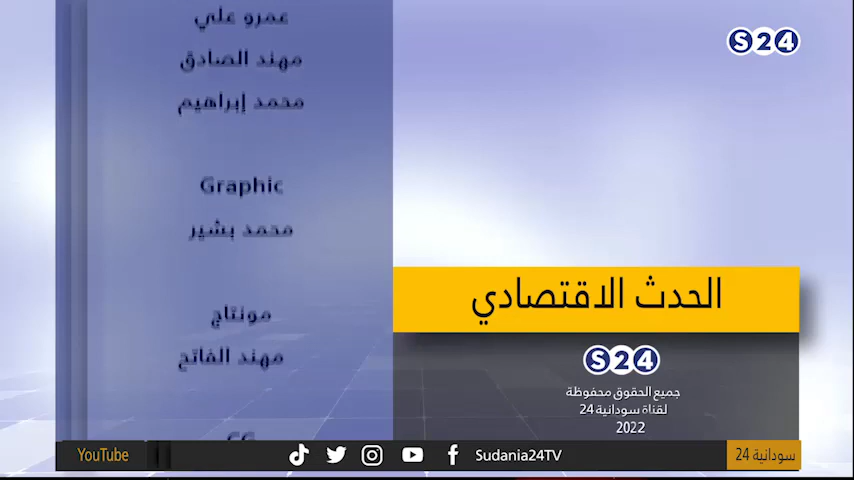 S24
عمرو علي
مهند الصادق
محمد إبراهيم
Graphic
محمد بشير
مونتاج
مهند الفاتح
الحدث الاقتصادي
S24
جميع الحقوق محفوظة
لقناة سودانية 24
2022
YouTube
Sudania24TV
سودانية 24